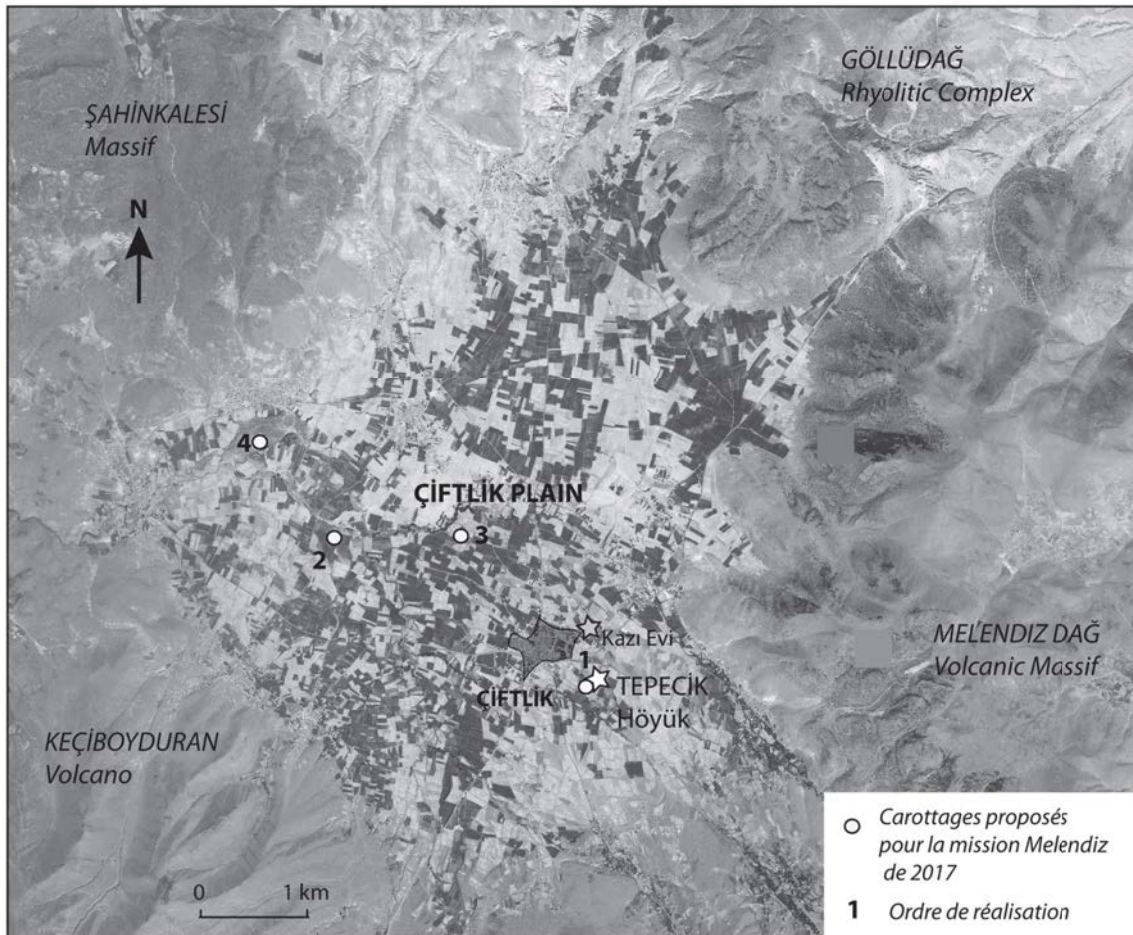 GÖLLÜDAĞ
Rhyolitic Complex
ŞAHİNKALESİ
Massif
N
4
ÇİFTLİK PLAIN
3
2
Kazı Evi
1
MELENDIZ DAĞ
Volcanic Massif
TEPECİK
Höyük
ÇİFTLİK
KEÇİBOYDURAN
Volcano
0 1 km
Carottages proposés
pour la mission Melendiz
de 2017
1 Ordre de réalisation